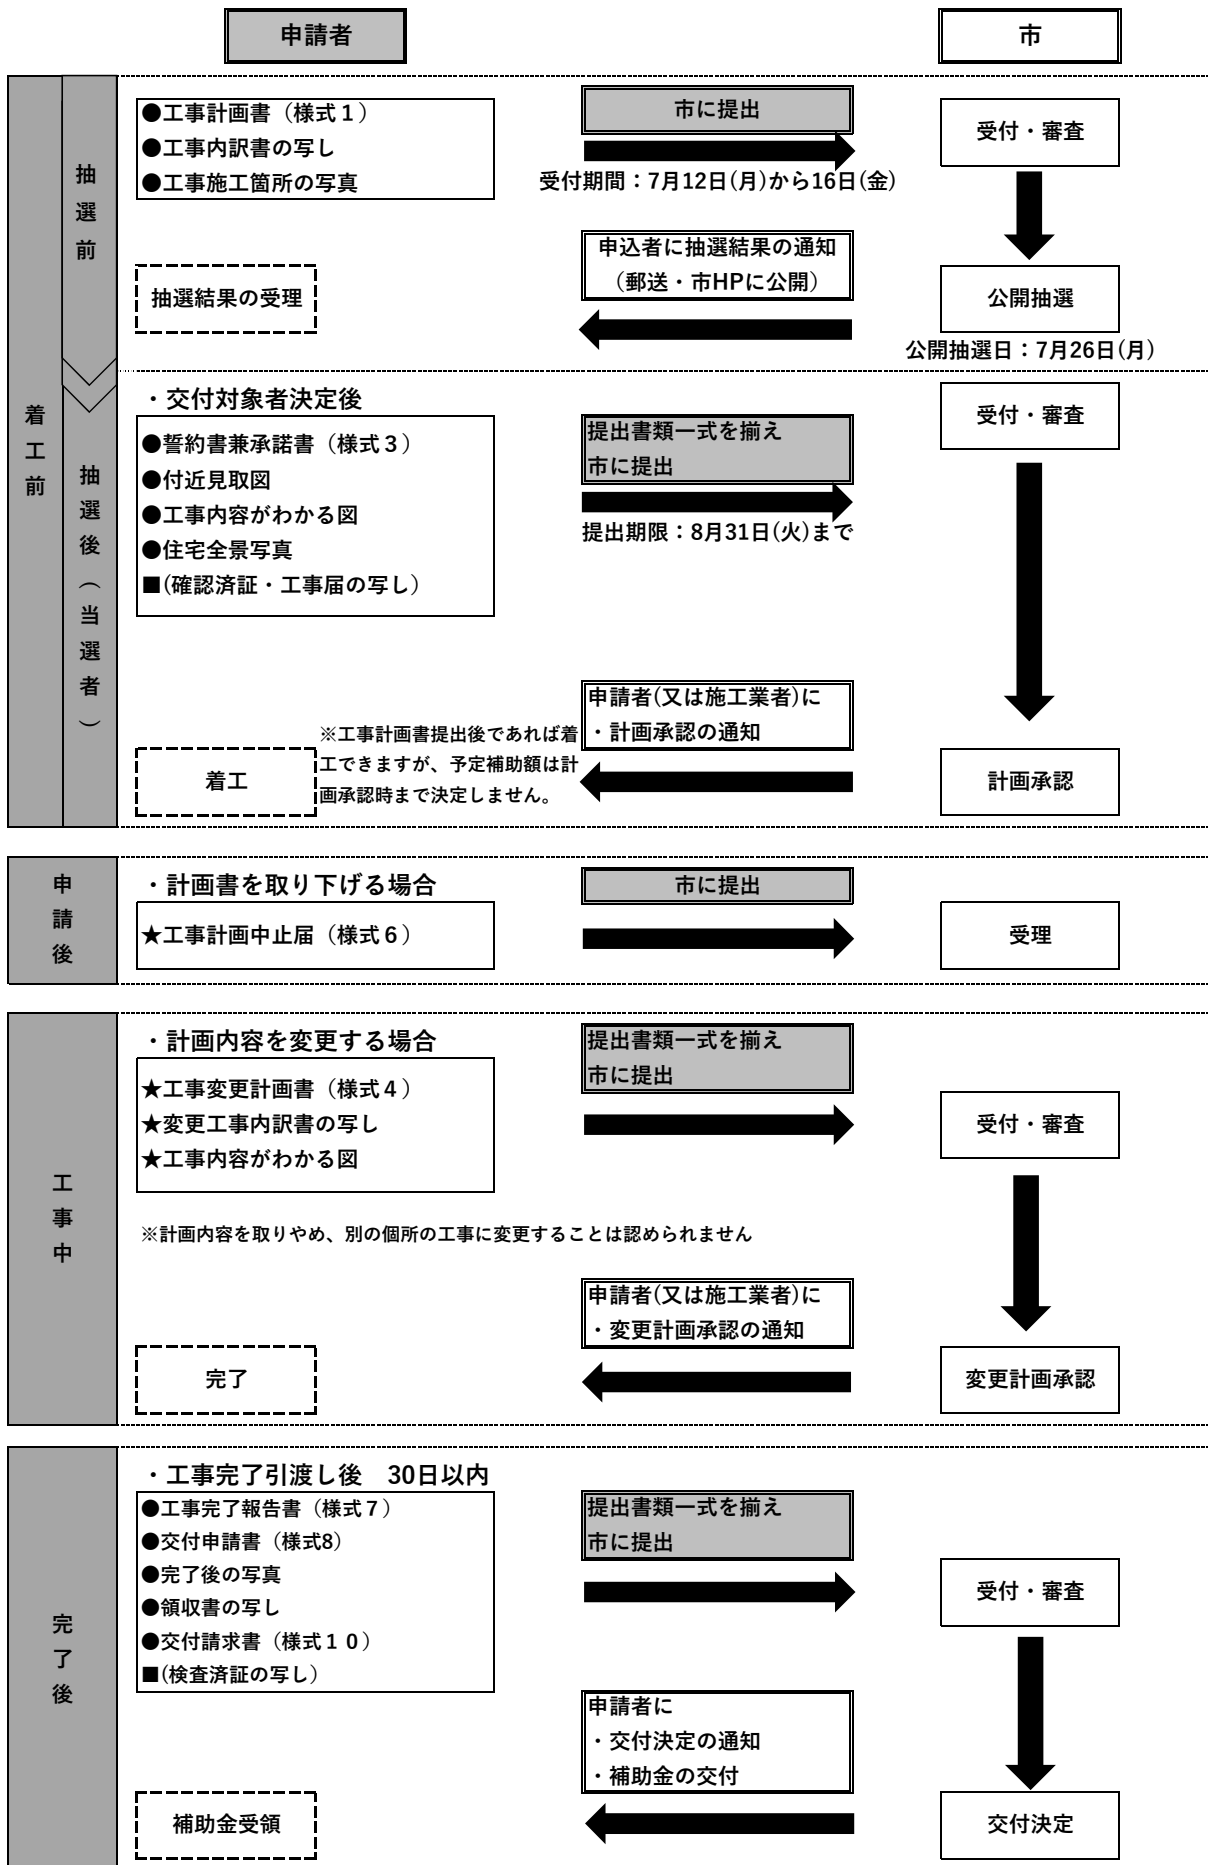 申請者
市
着工前
抽選前
●工事計画書（様式１）
●工事内訳書の写し
●工事施工箇所の写真
市に提出
受付期間：7月12日(月)から16日(金)
受付・審査
申込者に抽選結果の通知
（郵送・市HPに公開）
抽選結果の受理
公開抽選
公開抽選日：7月26日(月)
抽選後（当選者）
・交付対象者決定後
●誓約書兼承諾書（様式３）
●付近見取図
●工事内容がわかる図
●住宅全景写真
■(確認済証・工事届の写し）
提出書類一式を揃え
市に提出
提出期限：8月31日(火)まで
受付・審査
申請者(又は施工業者)に
・計画承認の通知
※工事計画書提出後であれば着
工できますが、予定補助額は計
画承認時まで決定しません。
着工
計画承認
申請後
・計画書を取り下げる場合
★工事計画中止届（様式６）
市に提出
受理
工事中
・計画内容を変更する場合
★工事変更計画書（様式４）
★変更工事内訳書の写し
★工事内容がわかる図
提出書類一式を揃え
市に提出
受付・審査
※計画内容を取りやめ、別の個所の工事に変更することは認められません
申請者(又は施工業者)に
・変更計画承認の通知
完了
変更計画承認
完了後
・工事完了引渡し後　30日以内
●工事完了報告書（様式７）
●交付申請書（様式8）
●完了後の写真
●領収書の写し
●交付請求書（様式１０）
■(検査済証の写し）
提出書類一式を揃え
市に提出
受付・審査
申請者に
・交付決定の通知
・補助金の交付
補助金受領
交付決定